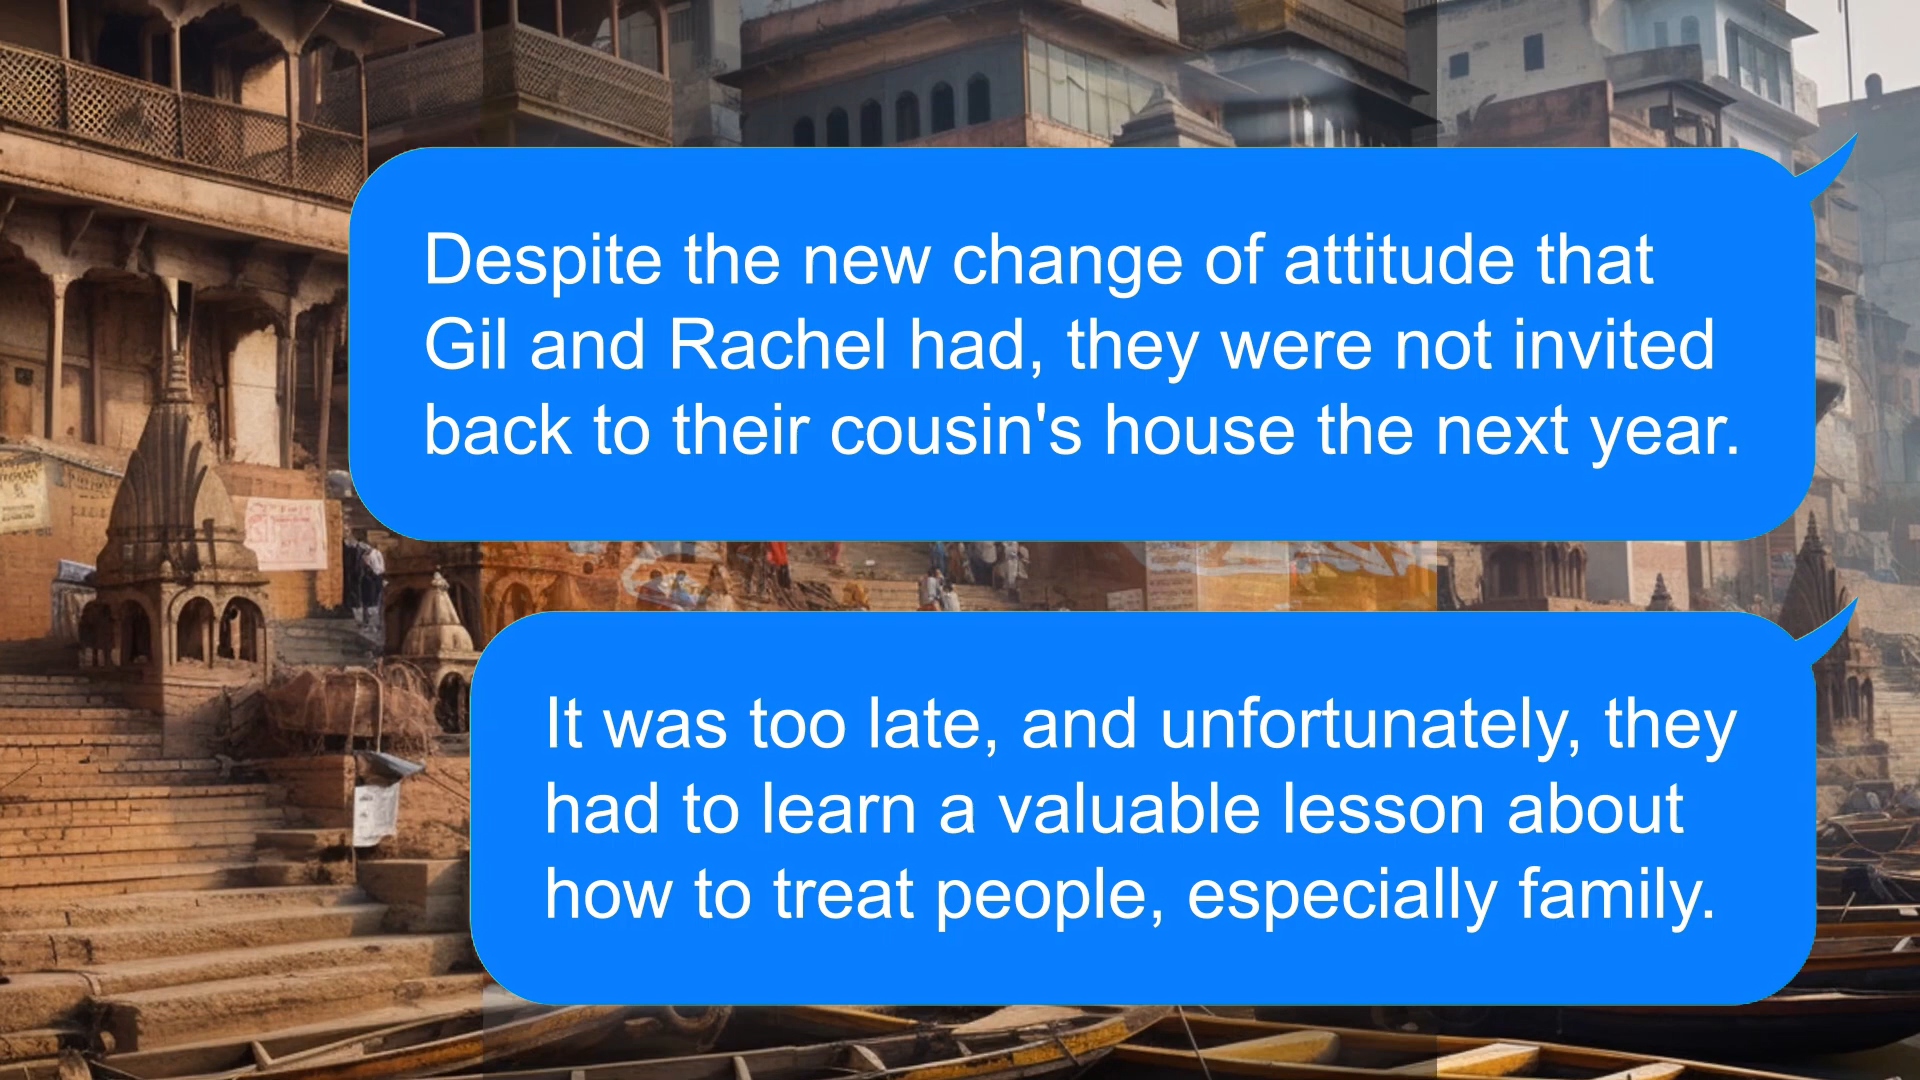 Despite the new change of attitude that
Gil and Rachel had, they were not invited
back to their cousin's house the next year.
It was too late, and unfortunately, they
had to learn a valuable lesson about
how to treat people, especially family.